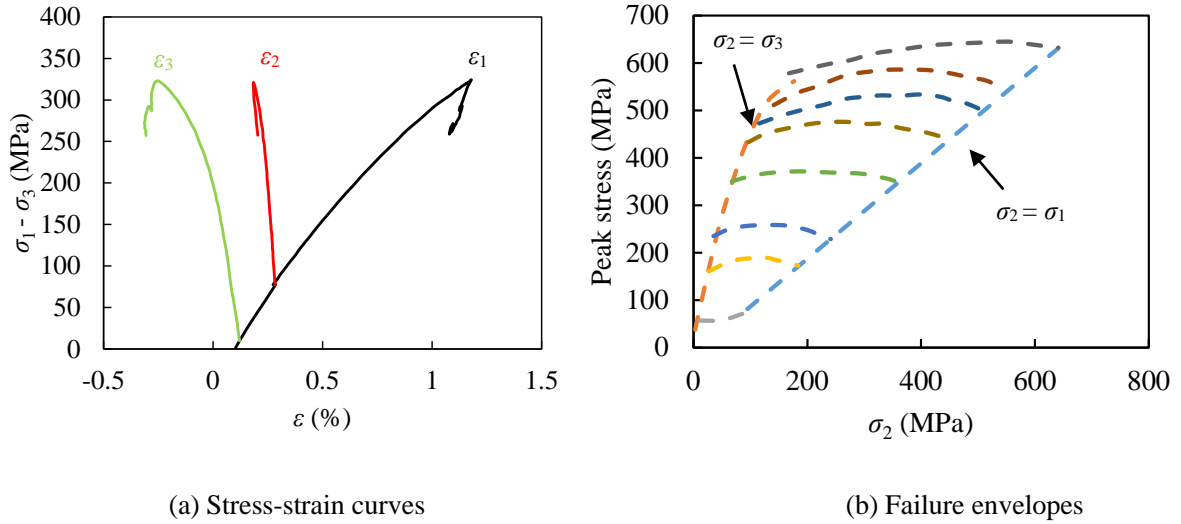 400
350
300
250
200
150
100
50
0
-0.5 0 0.5 1 1.5
σ1 - σ3 (MPa)
ε (%)
ε3
ε2
ε1
(a) Stress-strain curves
700
600
500
400
300
200
100
0
0 200 400 600 800
Peak stress (MPa)
σ2 (MPa)
σ2 = σ3
σ2 = σ1
(b) Failure envelopes